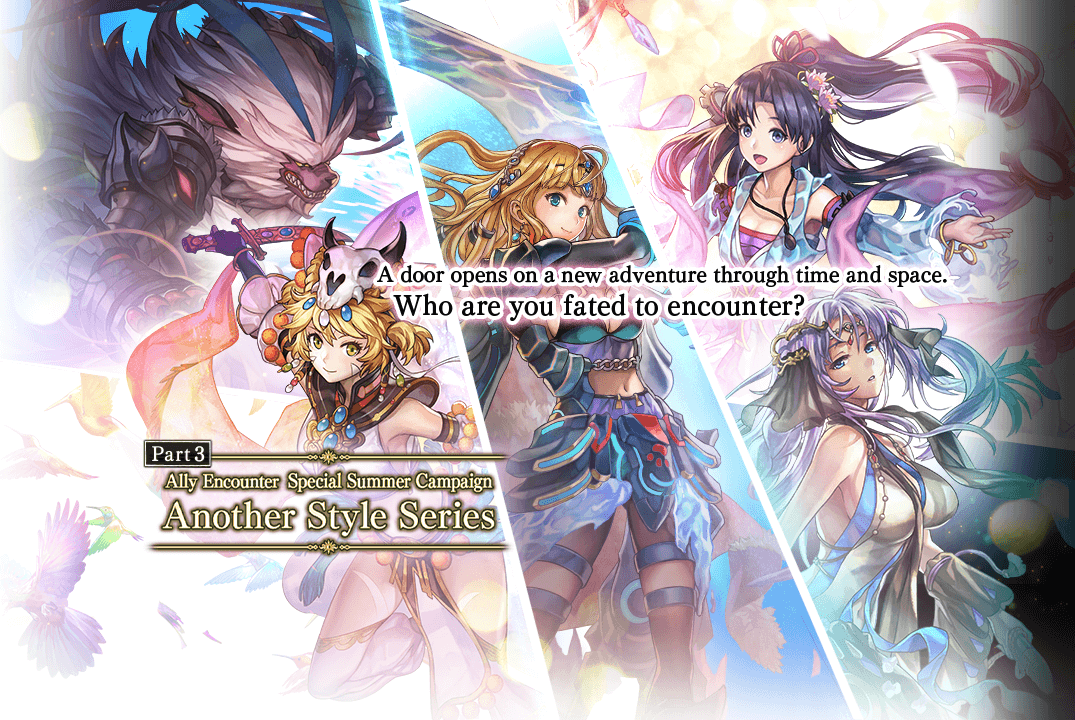 A door opens on a new adventure through time and space.
Who are you fated to encounter?
Part 3
Ally Encounter Special Summer Campaign
Another Style Series